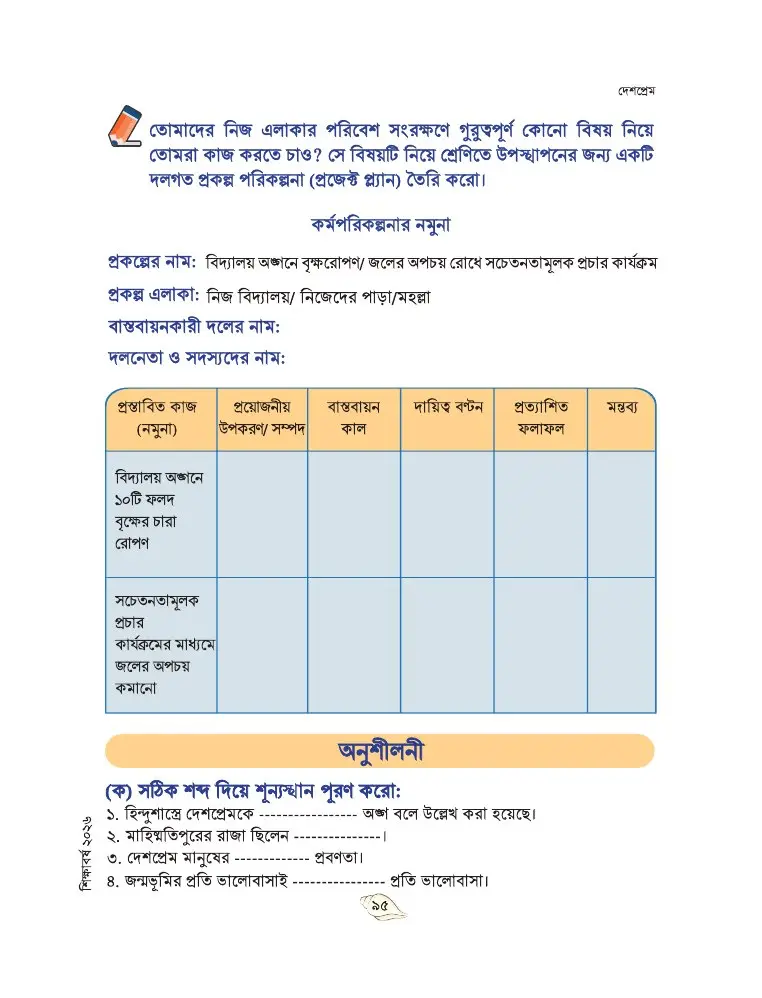 দেশপ্রেম
তোমাদের নিজ এলাকার পরিবেশ সংরক্ষণে গুরুত্বপূর্ণ কোনো বিষয় নিয়ে
তোমরা কাজ করতে চাও? সে বিষয়টি নিয়ে শ্রেণিতে উপস্থাপনের জন্য একটি
দলগত প্রকল্প পরিকল্পনা (প্রজেক্ট প্ল্যান) তৈরি করো।
কর্মপরিকল্পনার নমুনা
প্রকল্পের নাম: বিদ্যালয় অঙ্গনে বৃক্ষরোপণ/ জলের অপচয় রোধে সচেতনতামূলক প্রচার কার্যক্রম
প্রকল্প এলাকা: নিজ বিদ্যালয়/ নিজেদের পাড়া/মহল্লা
বাস্তবায়নকারী দলের নাম:
দলনেতা ও সদস্যদের নাম:
প্রস্তাবিত কাজ
(নমুনা)
প্রয়োজনীয়
উপকরণ/ সম্পদ
বাস্তবায়ন
কাল
দায়িত্ব বণ্টন
প্রত্যাশিত
ফলাফল
মন্তব্য
বিদ্যালয় অঙ্গনে
১০টি ফলদ
বৃক্ষের চারা
রোপণ
সচেতনতামূলক
প্রচার
কার্যক্রমের মাধ্যমে
জলের অপচয়
কমানো
অনুশীলনী
(ক) সঠিক শব্দ দিয়ে শূন্যস্থান পূরণ করো:
১. হিন্দুশাস্ত্রে দেশপ্রেমকে ----------------- অঙ্গ বলে উল্লেখ করা হয়েছে।
২. মাহিষ্মতিপুরের রাজা ছিলেন ---------------।
৩. দেশপ্রেম মানুষের ------------- প্রবণতা।
৪. জন্মভূমির প্রতি ভালোবাসাই ---------------- প্রতি ভালোবাসা।
শিক্ষাবর্ষ ২০২৬
৯৫